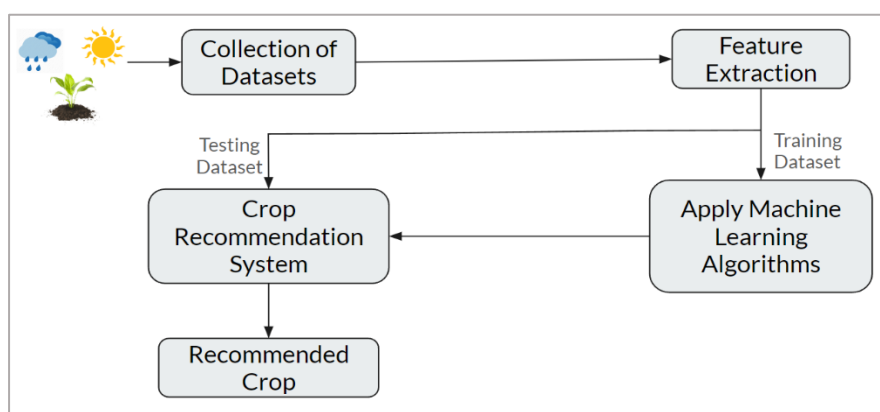 Collection of
Datasets
Feature
Extraction
Testing
Dataset
Training
Dataset
Crop
Recommendation
System
Apply Machine
Learning
Algorithms
Recommended
Crop